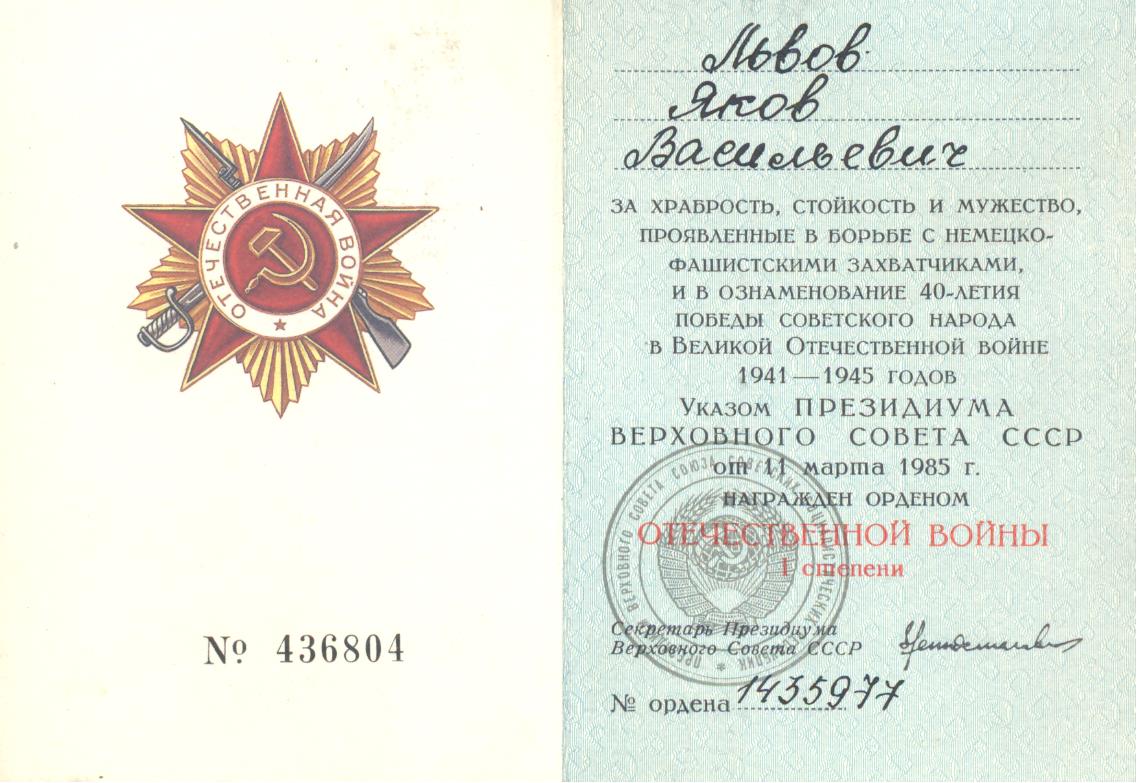 ОТЕЧЕСТВЕННАЯ ВОЙНА
№ 436804
Львов
Яков
Васильевич
ЗА ХРАБРОСТЬ, СТОЙКОСТЬ И МУЖЕСТВО,
ПРОЯВЛЕННЫЕ В БОРЬБЕ С НЕМЕЦКО-
ФАШИСТСКИМИ ЗАХВАТЧИКАМИ,
И В ОЗНАМЕНОВАНИЕ 40-ЛЕТИЯ
ПОБЕДЫ СОВЕТСКОГО НАРОДА
В ВЕЛИКОЙ ОТЕЧЕСТВЕННОЙ ВОЙНЕ
1941—1945 ГОДОВ
УКАЗОМ ПРЕЗИДИУМА
ВЕРХОВНОГО СОВЕТА СССР
от 11 марта 1985 г.
НАГРАЖДЕН ОРДЕНОМ
ОТЕЧЕСТВЕННОЙ ВОЙНЫ
I степени
Секретарь Президиума
Верховного Совета СССР
№ ордена 1435977